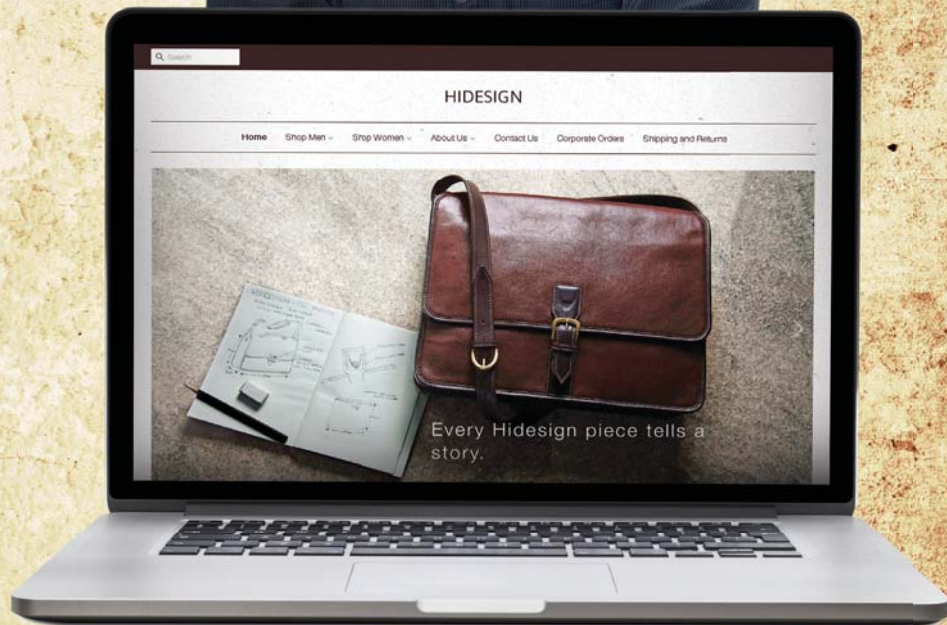 Search
HIDESIGN
Home Shop Men Shop Women About Us Contact Us Corporate Orders Shipping and Returns
Every Hidesign piece tells a
story.